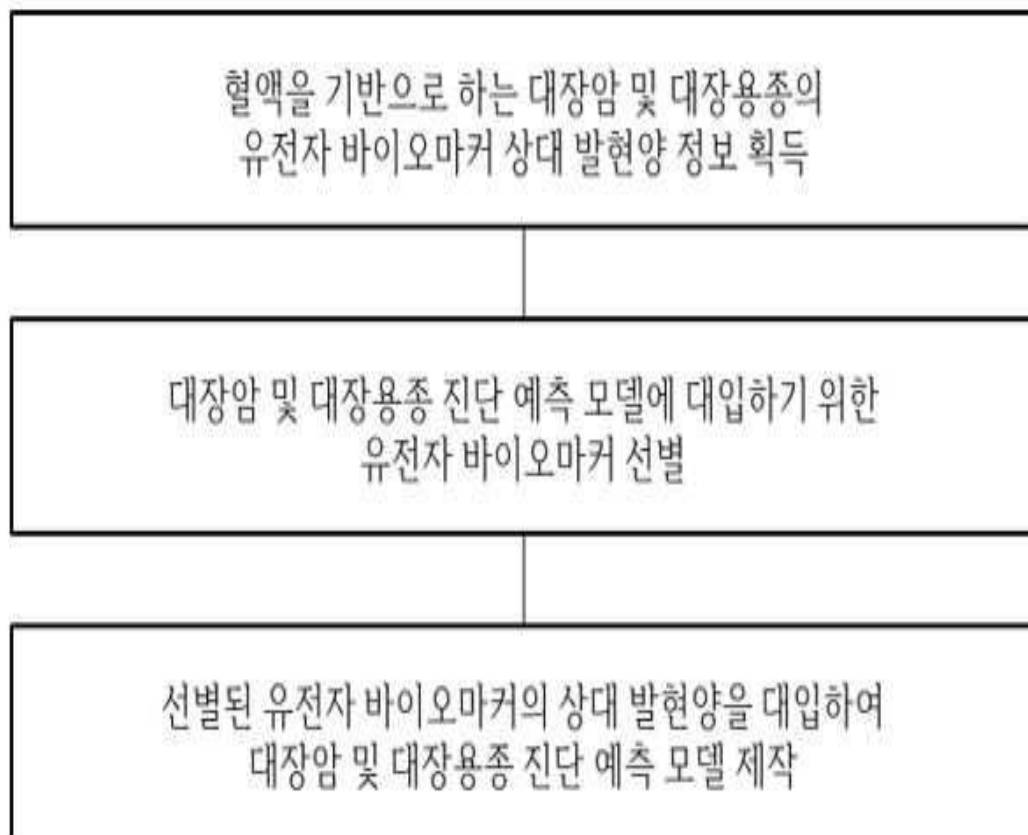 혈액을 기반으로 하는 대장암 및 대장용종의
유전자 바이오마커 상대 발현양 정보 획득
대장암 및 대장용종 진단 예측 모델에 대입하기 위한
유전자 바이오마커 선별
선별된 유전자 바이오마커의 상대 발현양을 대입하여
대장암 및 대장용종 진단 예측 모델 제작